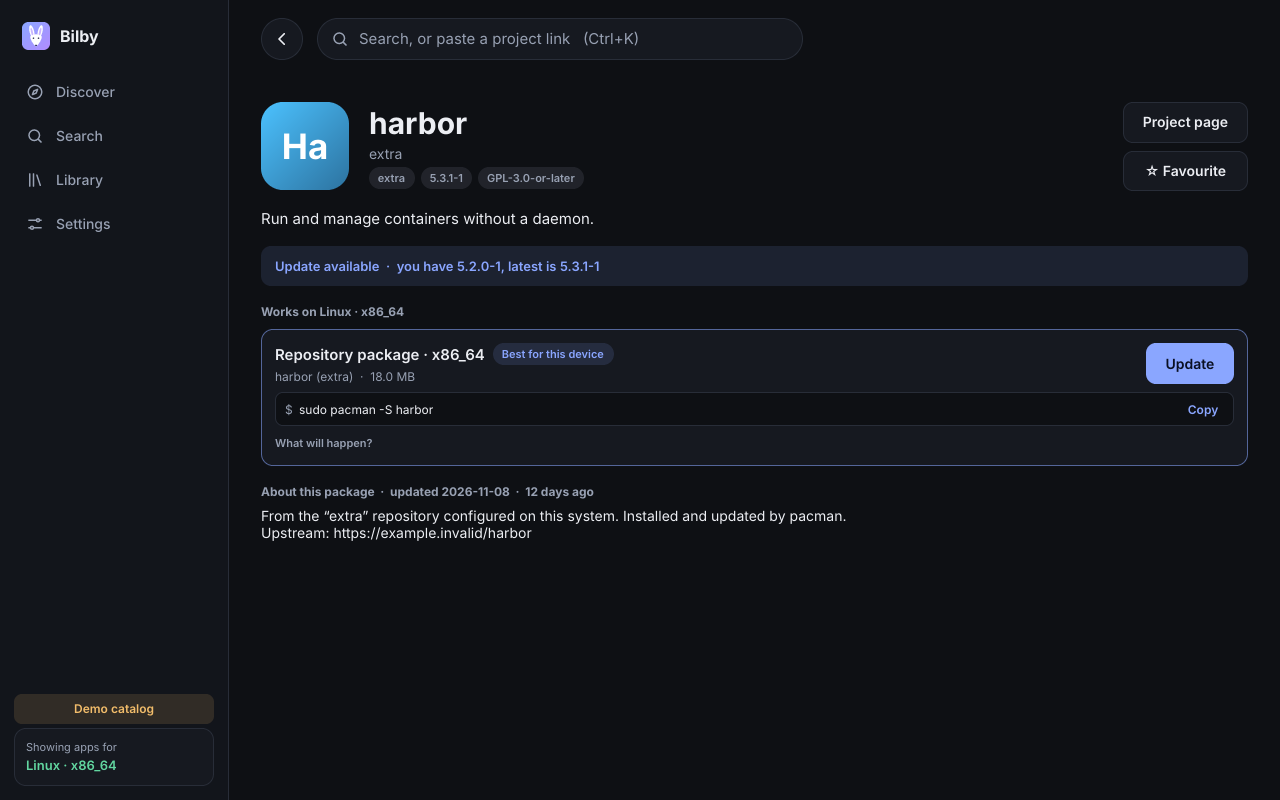 Bilby
Discover
Search
Library
Settings
Demo catalog
Showing apps for
Linux · x86_64
Search, or paste a project link (Ctrl+K)
Ha
harbor
extra
extra 5.3.1-1 GPL-3.0-or-later
Project page
☆ Favourite
Run and manage containers without a daemon.
Update available · you have 5.2.0-1, latest is 5.3.1-1
Works on Linux · x86_64
Repository package · x86_64 Best for this device
harbor (extra) · 18.0 MB
Update
$ sudo pacman -S harbor Copy
What will happen?
About this package · updated 2026-11-08 · 12 days ago
From the “extra” repository configured on this system. Installed and updated by pacman.
Upstream: https://example.invalid/harbor